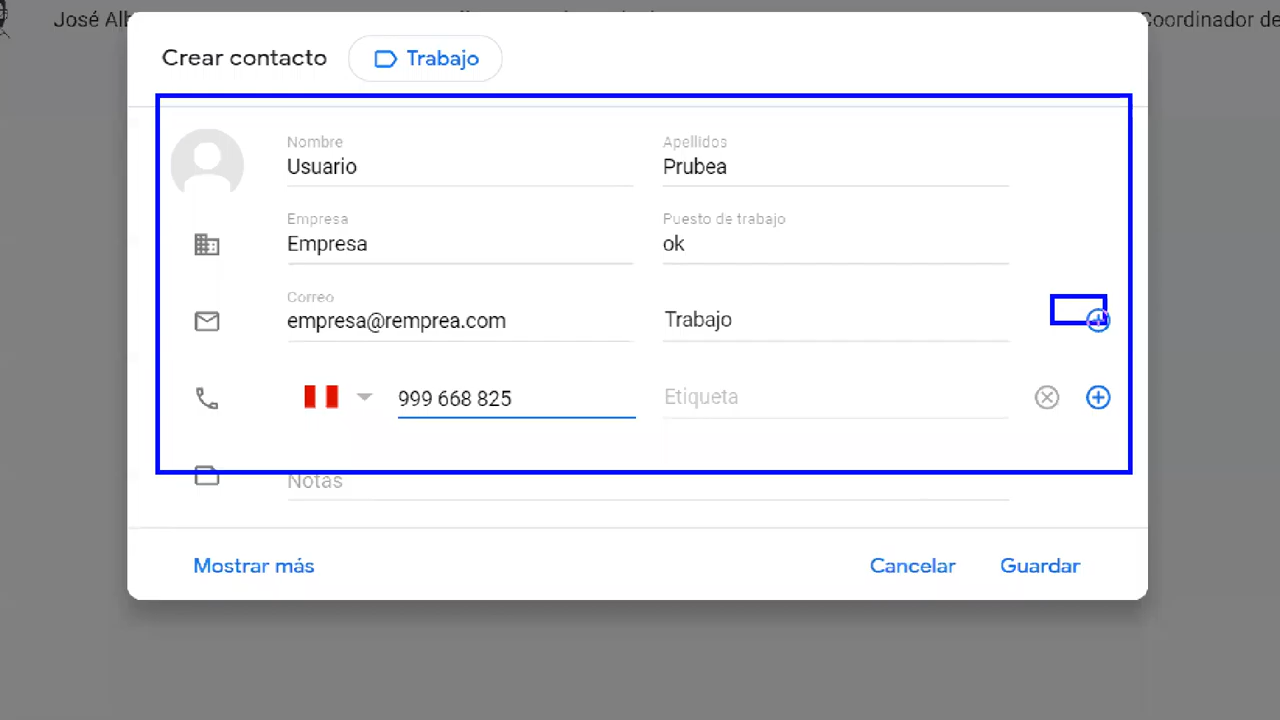 José Alb
Coordinador de
Crear contacto
Trabajo
Nombre
Apellidos
Usuario
Prubea
Empresa
Puesto de trabajo
Empresa
ok
Correo
empresa@remprea.com
Trabajo
999 668 825
Etiqueta
Notas
Mostrar más
Cancelar
Guardar